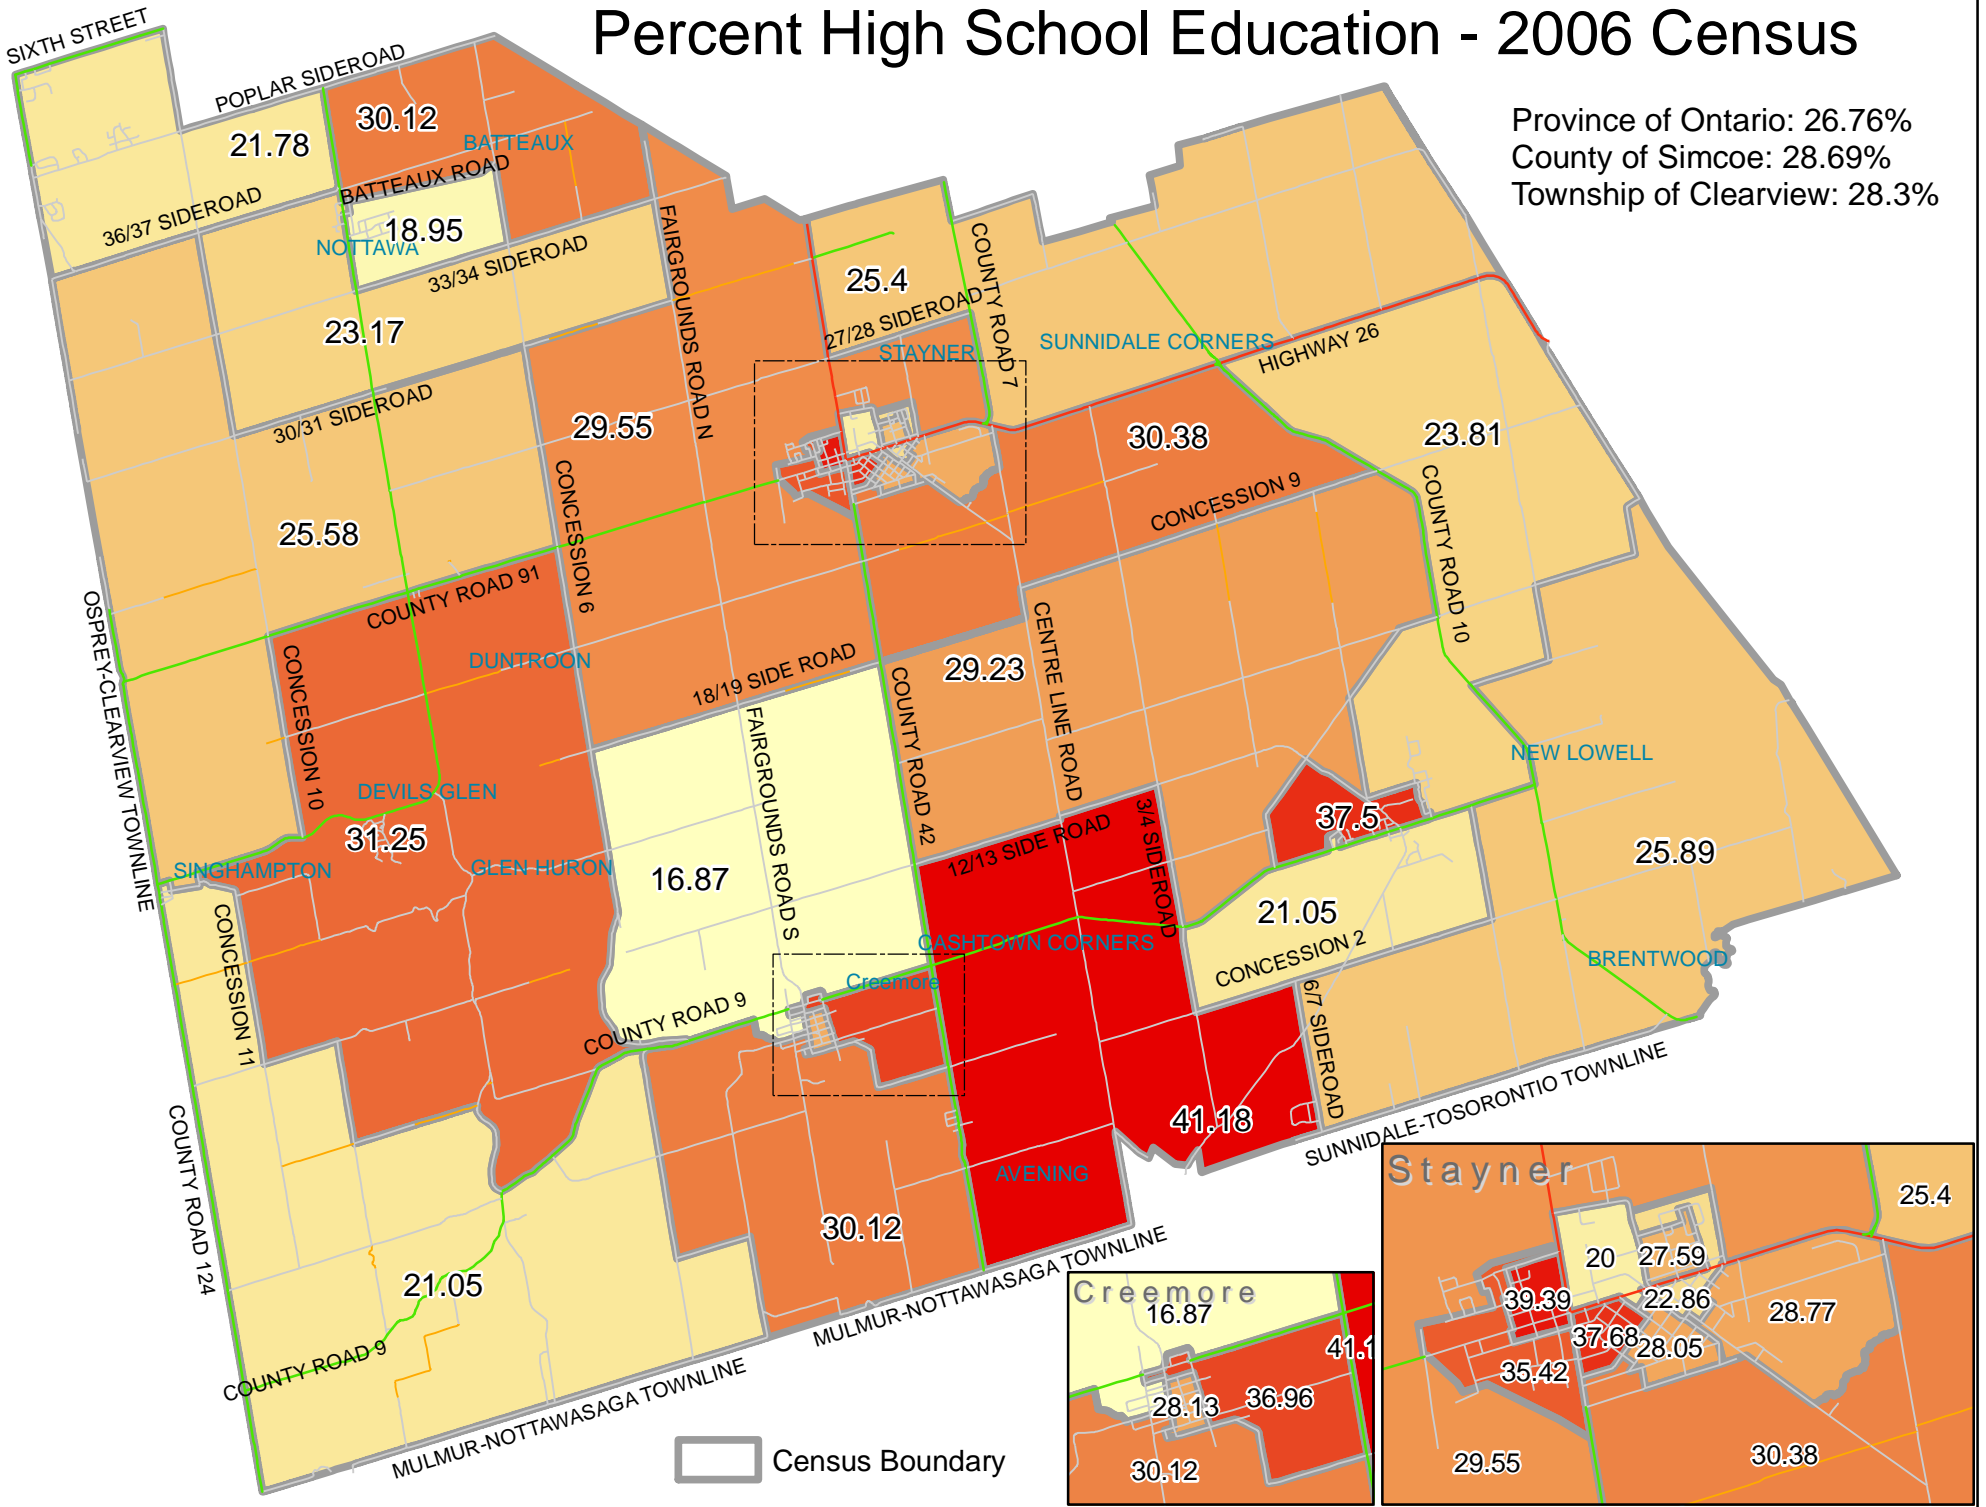 Percent High School Education - 2006 Census
Province of Ontario: 26.76%
County of Simcoe: 28.69%
Township of Clearview: 28.3%
SIXTH STREET
POPLAR SIDEROAD
30.12
21.78
BATTEAUX
BATTEAUX ROAD
36/37 SIDEROAD
18.95
NOTTAWA
33/34 SIDEROAD
FAIRGROUNDS ROAD N
25.4
COUNTY ROAD 7
27/28 SIDEROAD
23.17
STAYNER
SUNNIDALE CORNERS
HIGHWAY 26
30/31 SIDEROAD
29.55
30.38
23.81
25.58
CONCESSION 6
CONCESSION 9
COUNTY ROAD 10
COUNTY ROAD 91
OSPREY-CLEARVIEW TOWNLINE
CONCESSION 10
DUNTROON
18/19 SIDE ROAD
29.23
CENTRE LINE ROAD
COUNTY ROAD 42
FAIRGROUNDS ROAD S
NEW LOWELL
DEVILS GLEN
31.25
3/4 SIDEROAD
37.5
12/13 SIDE ROAD
25.89
SINGHAMPTON
GLEN HURON
16.87
21.05
CONCESSION 11
CASHTOWN CORNERS
CONCESSION 2
BRENTWOOD
Creemore
6/7 SIDEROAD
COUNTY ROAD 9
COUNTY ROAD 124
41.18
SUNNIDALE-TOSORONTIO TOWNLINE
AVENING
30.12
21.05
MULMUR-NOTTAWASAGA TOWNLINE
COUNTY ROAD 9
MULMUR-NOTTAWASAGA TOWNLINE
Census Boundary
Creemore
16.87
41.1
28.13
36.96
30.12
Stayner
25.4
20
27.59
39.39
22.86
28.77
37.68
28.05
35.42
29.55
30.38